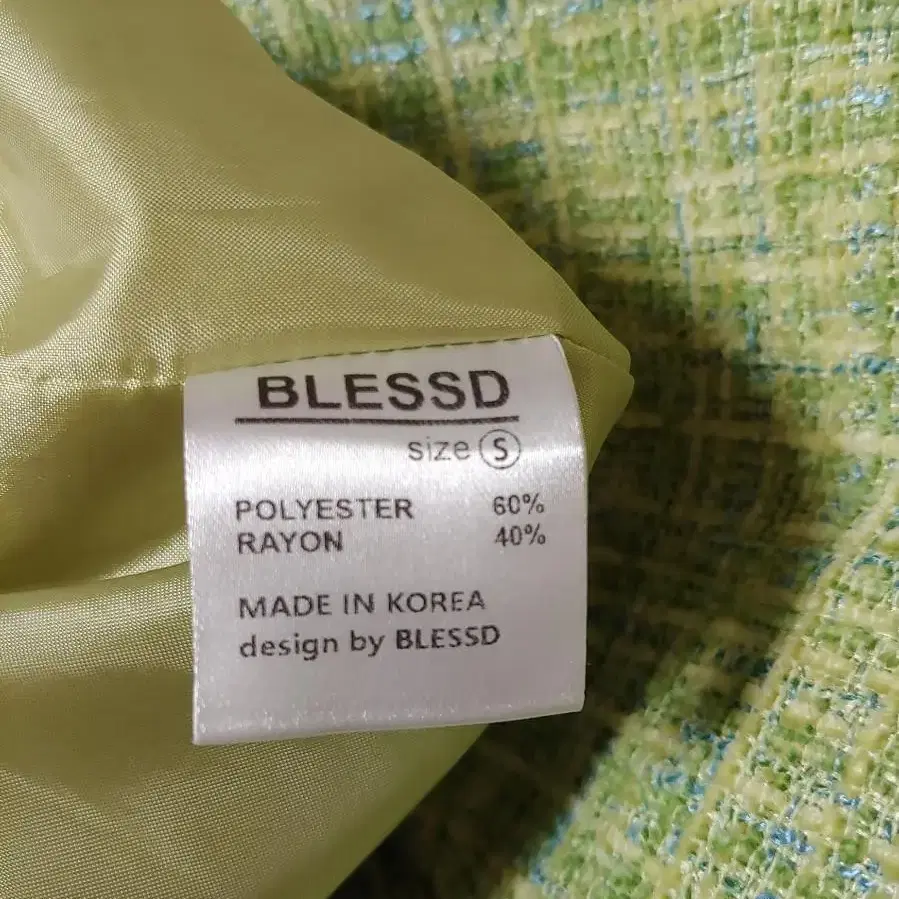 BLESSD
size Ⓢ
POLYESTER 60%
RAYON 40%
MADE IN KOREA
design by BLESSD